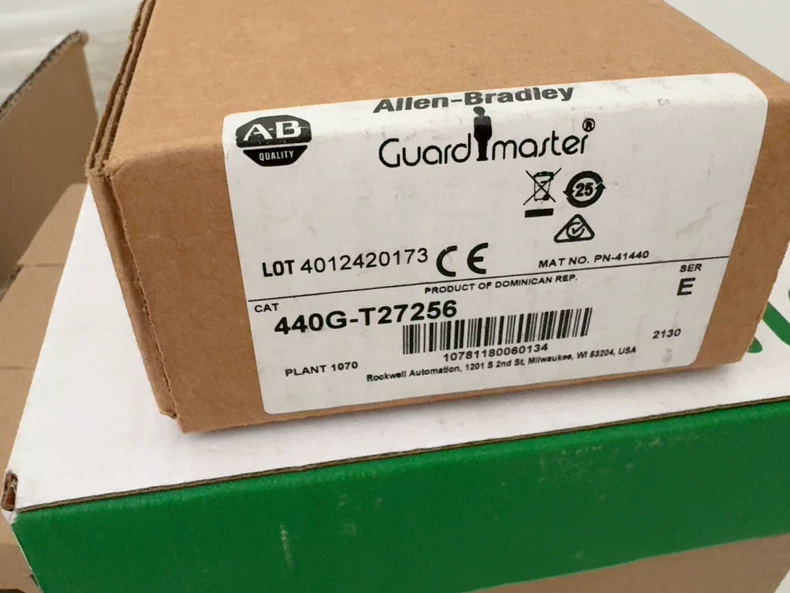 Allen-Bradley
A-B
QUALITY
Guardmaster®
25
LOT 4012420173 CE MAT NO. PN-41440
PRODUCT OF DOMINICAN REP.
SER
E
CAT
440G-T27256
10781180060134
2130
PLANT 1070
Rockwell Automation, 1201 S 2nd St, Milwaukee, WI 53204, USA